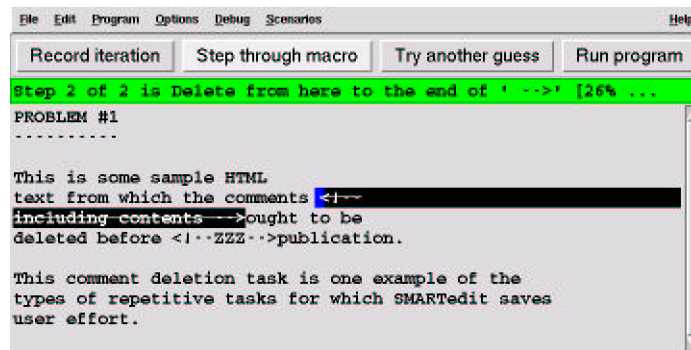 File Edit Program Options Debug Scenarios Help
Record iteration Step through macro Try another guess Run program
Step 2 of 2 is Delete from here to the end of ' -->' [26% ...
PROBLEM #1
----------
This is some sample HTML
text from which the comments <!--
including contents -->ought to be
deleted before <!--ZZZ-->publication.
This comment deletion task is one example of the
types of repetitive tasks for which SMARTedit saves
user effort.